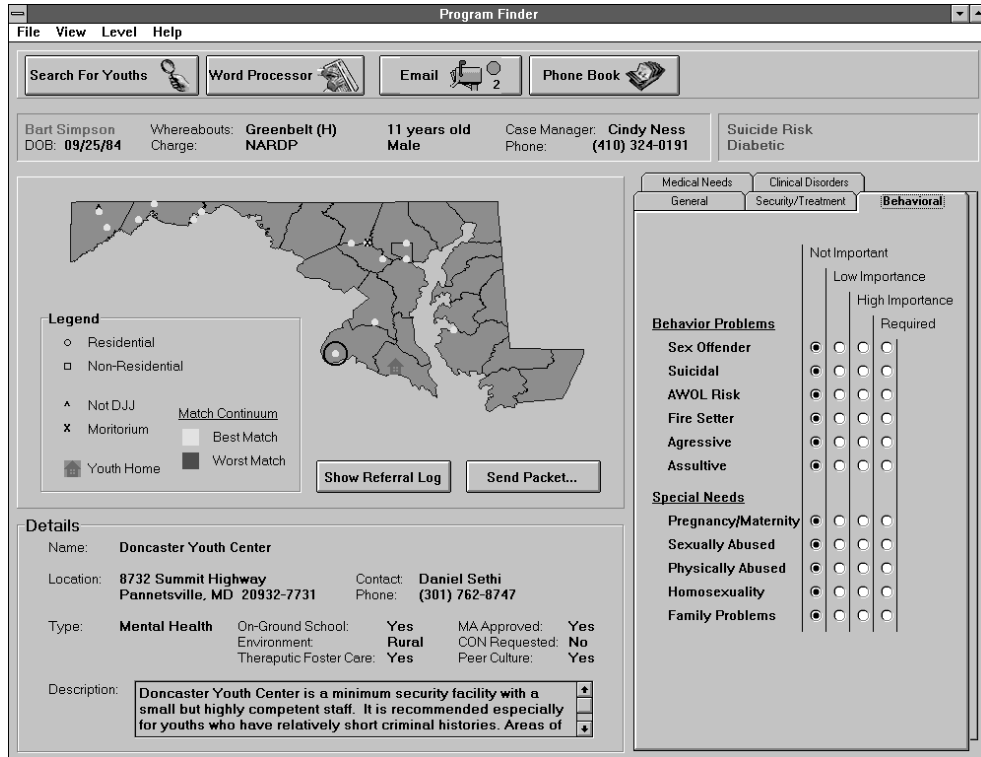 Program Finder
File View Level Help
Search For Youths Word Processor Email 2 Phone Book
Bart Simpson Whereabouts: Greenbelt (H) 11 years old Case Manager: Cindy Ness Suicide Risk
DOB: 09/25/84 Charge: NARDP Male Phone: (410) 324-0191 Diabetic
Medical Needs Clinical Disorders
General Security/Treatment Behavioral
Not Important
Low Importance
High Importance
Required
Behavior Problems
Sex Offender
Suicidal
AWOL Risk
Fire Setter
Agressive
Assultive
Special Needs
Pregnancy/Maternity
Sexually Abused
Physically Abused
Homosexuality
Family Problems
Legend
Residential
Non-Residential
^ Not DJJ
x Moritorium
Youth Home
Match Continuum
Best Match
Worst Match
Show Referral Log Send Packet...
Details
Name: Doncaster Youth Center
Location: 8732 Summit Highway Contact: Daniel Sethi
Pannetsville, MD 20932-7731 Phone: (301) 762-8747
Type: Mental Health On-Ground School: Yes MA Approved: Yes
Environment: Rural CON Requested: No
Theraputic Foster Care: Yes Peer Culture: Yes
Description: Doncaster Youth Center is a minimum security facility with a
small but highly competent staff. It is recommended especially
for youths who have relatively short criminal histories. Areas of